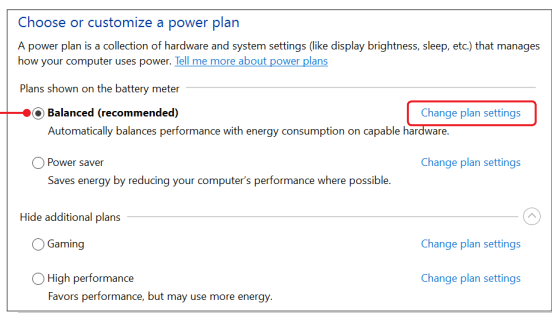 Choose or customize a power plan
A power plan is a collection of hardware and system settings (like display brightness, sleep, etc.) that manages
how your computer uses power. Tell me more about power plans
Plans shown on the battery meter
Balanced (recommended) Change plan settings
Automatically balances performance with energy consumption on capable hardware.
Power saver Change plan settings
Saves energy by reducing your computer's performance where possible.
Hide additional plans
Gaming Change plan settings
High performance Change plan settings
Favors performance, but may use more energy.